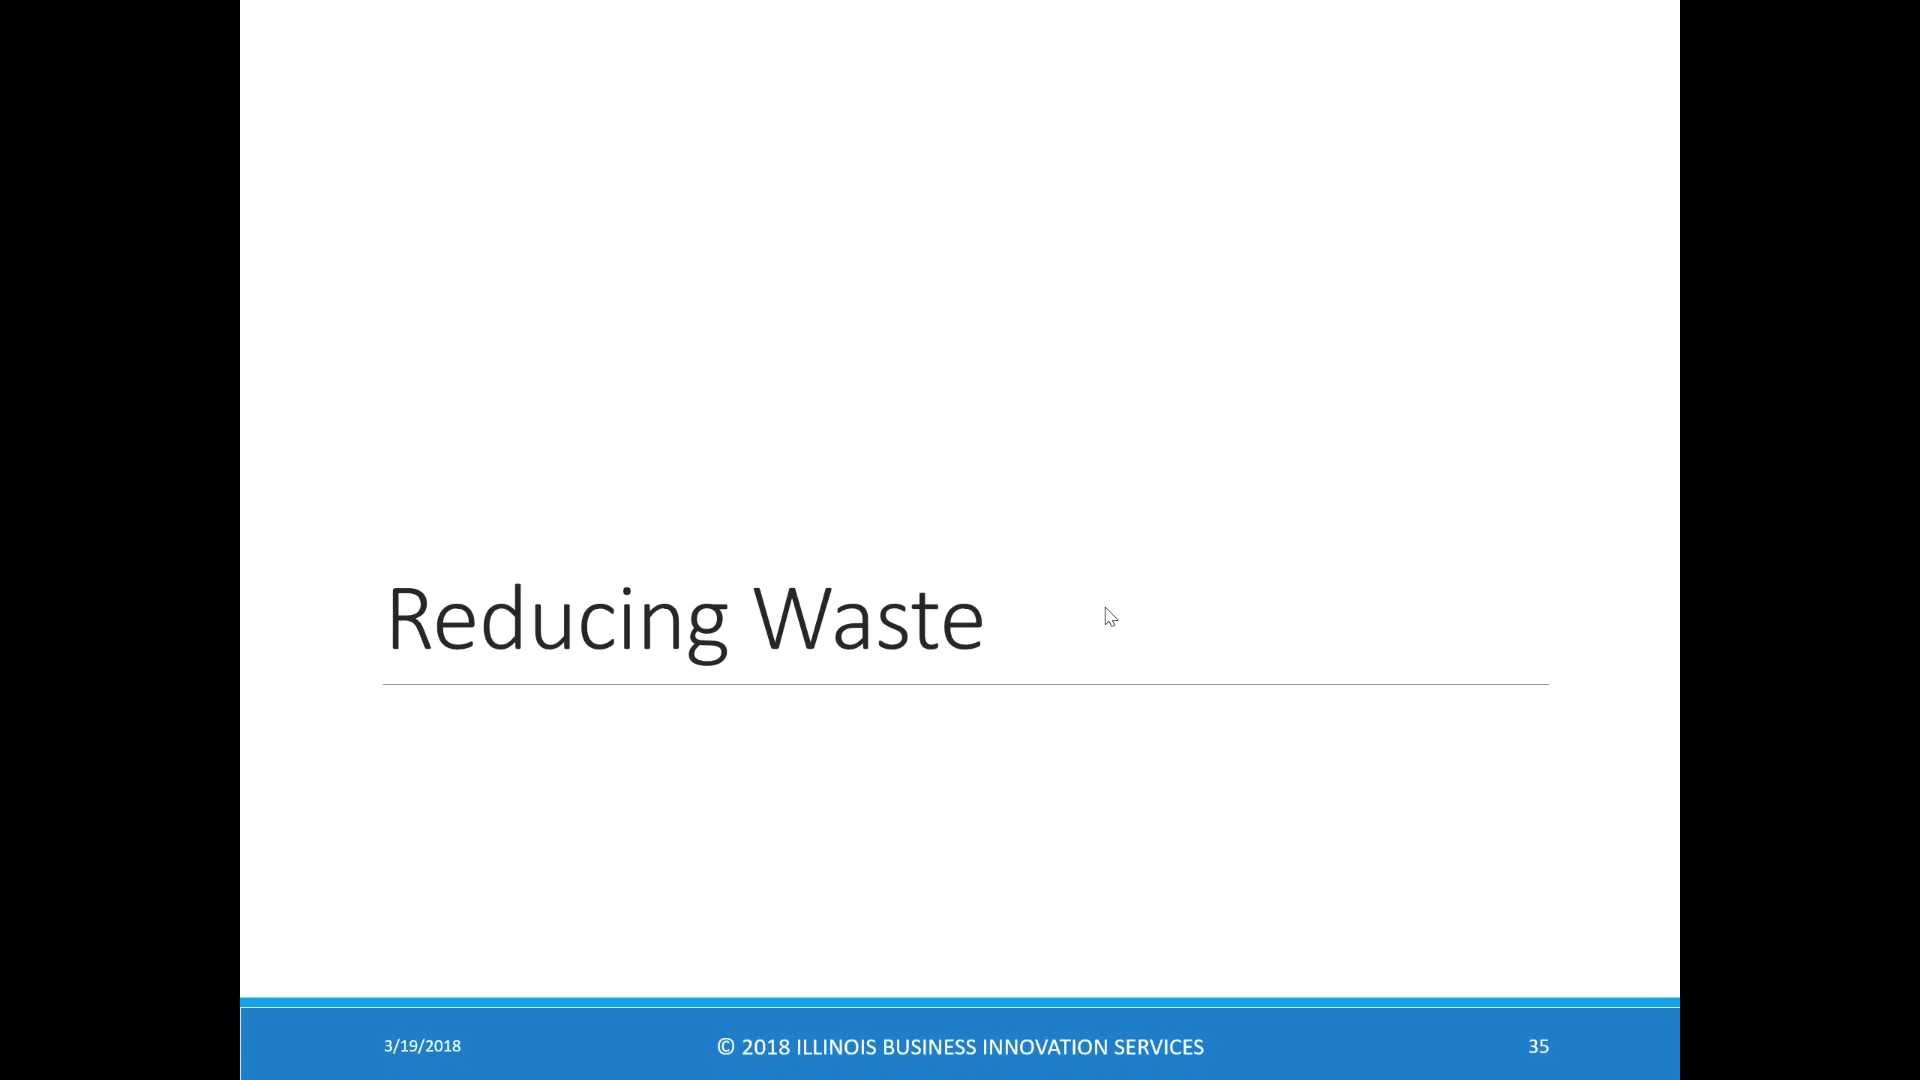 Reducing Waste
3/19/2018
© 2018 ILLINOIS BUSINESS INNOVATION SERVICES
35